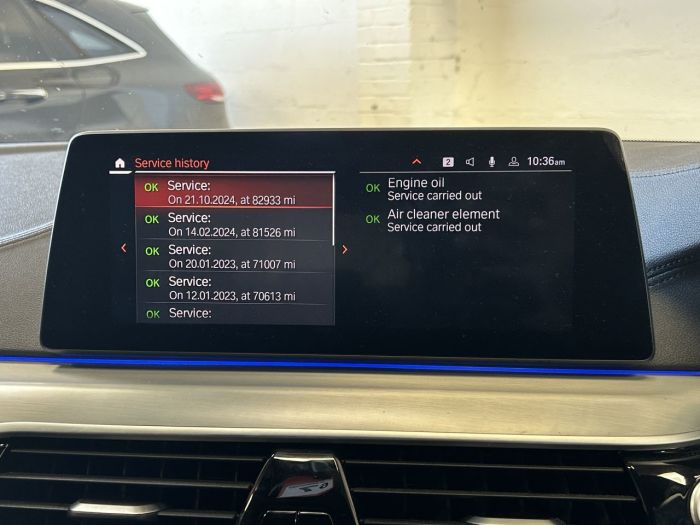 Service history
2
10:36am
OK Service:
On 21.10.2024, at 82933 mi
OK Service:
On 14.02.2024, at 81526 mi
OK Service:
On 20.01.2023, at 71007 mi
OK Service:
On 12.01.2023, at 70613 mi
OK Service:
OK Engine oil
Service carried out
OK Air cleaner element
Service carried out